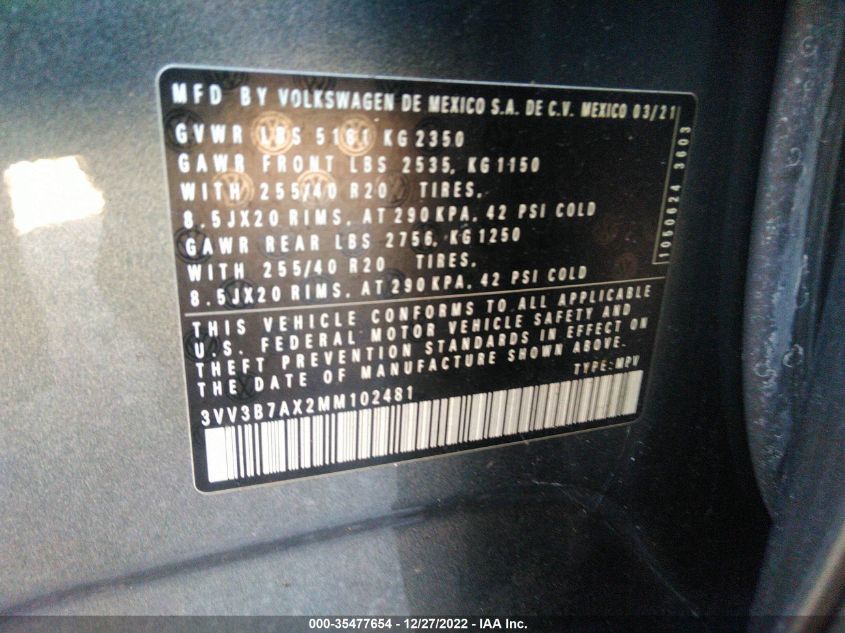 MFD BY VOLKSWAGEN DE MEXICO S.A. DE C.V. MEXICO 03/21
GVWR LBS 5181 KG 2350
GAWR FRONT LBS 2535, KG 1150
WITH 255/40 R20 TIRES,
8.5JX20 RIMS, AT 290 KPA, 42 PSI COLD
GAWR REAR LBS 2756, KG 1250
WITH 255/40 R20 TIRES,
8.5JX20 RIMS, AT 290 KPA, 42 PSI COLD
1060624 3603
THIS VEHICLE CONFORMS TO ALL APPLICABLE
U.S. FEDERAL MOTOR VEHICLE SAFETY AND
THEFT PREVENTION STANDARDS IN EFFECT ON
THE DATE OF MANUFACTURE SHOWN ABOVE.
TYPE: MPV
3VV3B7AX2MM102481
000-35477654 - 12/27/2022 - IAA Inc.